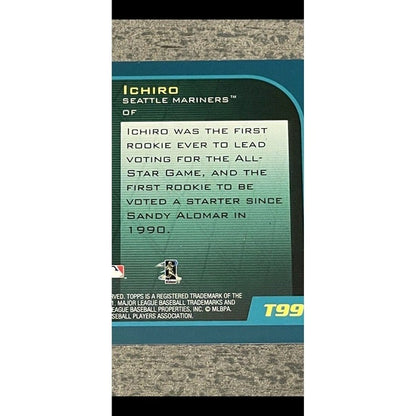 ICHIRO
SEATTLE MARINERS™
OF
ICHIRO WAS THE FIRST
ROOKIE EVER TO LEAD
VOTING FOR THE ALL-
STAR GAME, AND THE
FIRST ROOKIE TO BE
VOTED A STARTER SINCE
SANDY ALOMAR IN
1990.
RVED. TOPPS IS A REGISTERED TRADEMARK OF THE
. MAJOR LEAGUE BASEBALL TRADEMARKS AND
LEAGUE BASEBALL PROPERTIES, INC. © MLBPA.
SEBALL PLAYERS ASSOCIATION.
T99